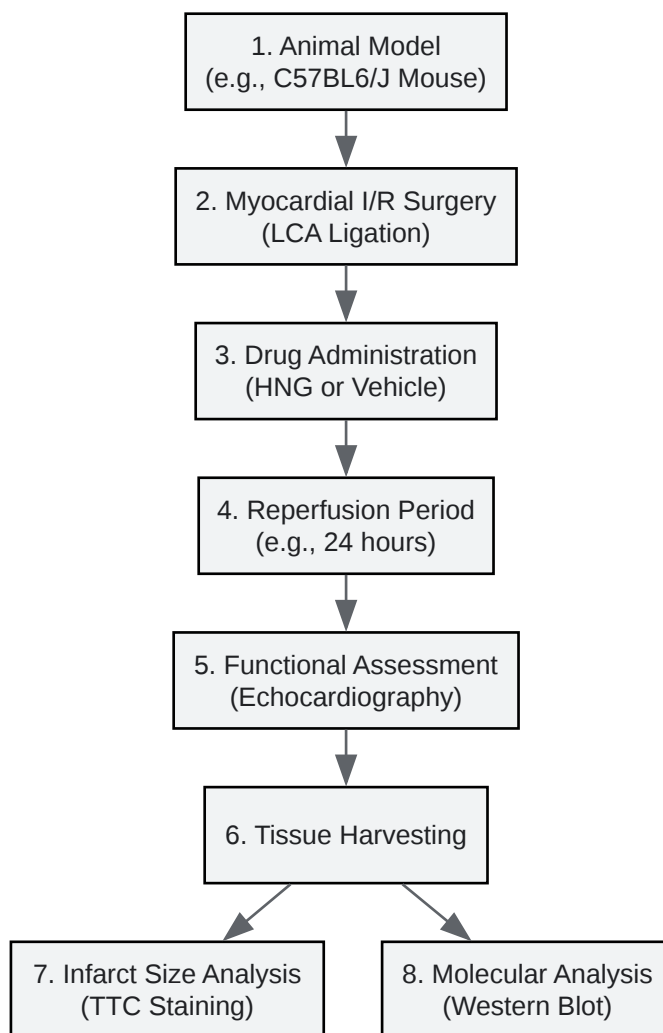 1. Animal Model
(e.g., C57BL6/J Mouse)
2. Myocardial I/R Surgery
(LCA Ligation)
3. Drug Administration
(HNG or Vehicle)
4. Reperfusion Period
(e.g., 24 hours)
5. Functional Assessment
(Echocardiography)
6. Tissue Harvesting
7. Infarct Size Analysis
(TTC Staining)
8. Molecular Analysis
(Western Blot)